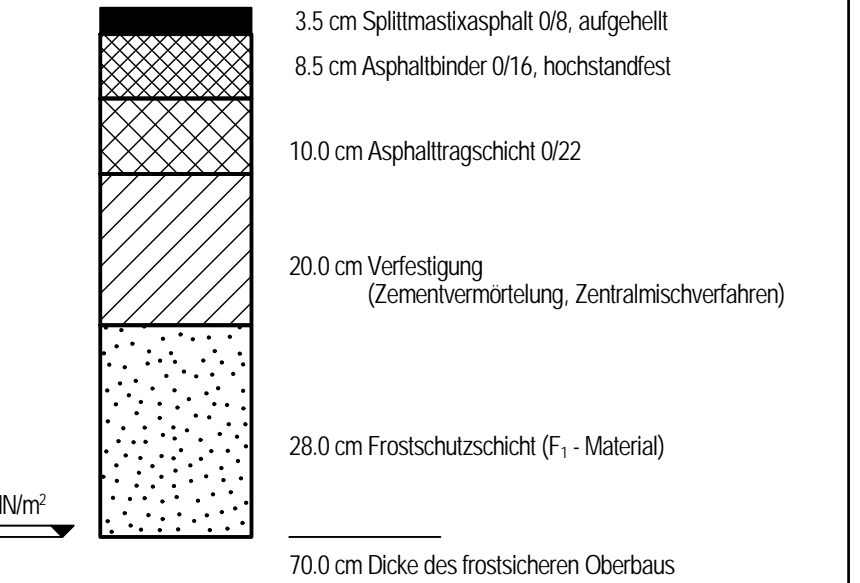 3.5 cm Splittmastixasphalt 0/8, aufgehellt
8.5 cm Asphaltbinder 0/16, hochstandfest
10.0 cm Asphalttragschicht 0/22
20.0 cm Verfestigung
(Zementvermörtelung, Zentralmischverfahren)
28.0 cm Frostschutzschicht (F₁ - Material)
N/m²
70.0 cm Dicke des frostsicheren Oberbaus